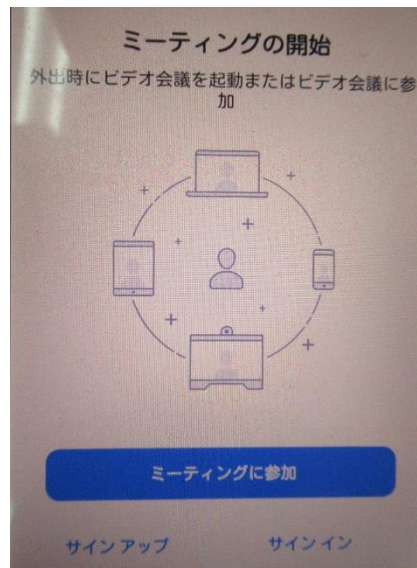 ミーティングの開始
外出時にビデオ会議を起動またはビデオ会議に参
加
ミーティングに参加
サインアップ
サインイン